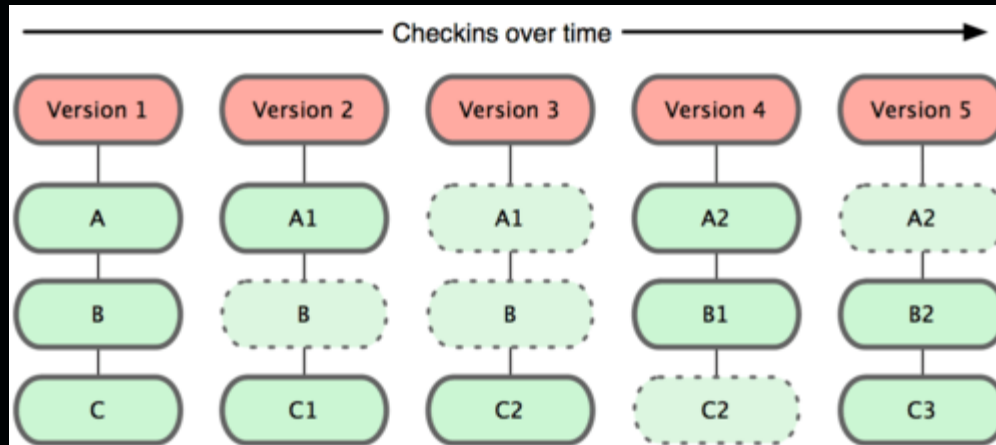 Checkins over time
Version 1 Version 2 Version 3 Version 4 Version 5
A A1 A1 A2 A2
B B B B1 B2
C C1 C2 C2 C3